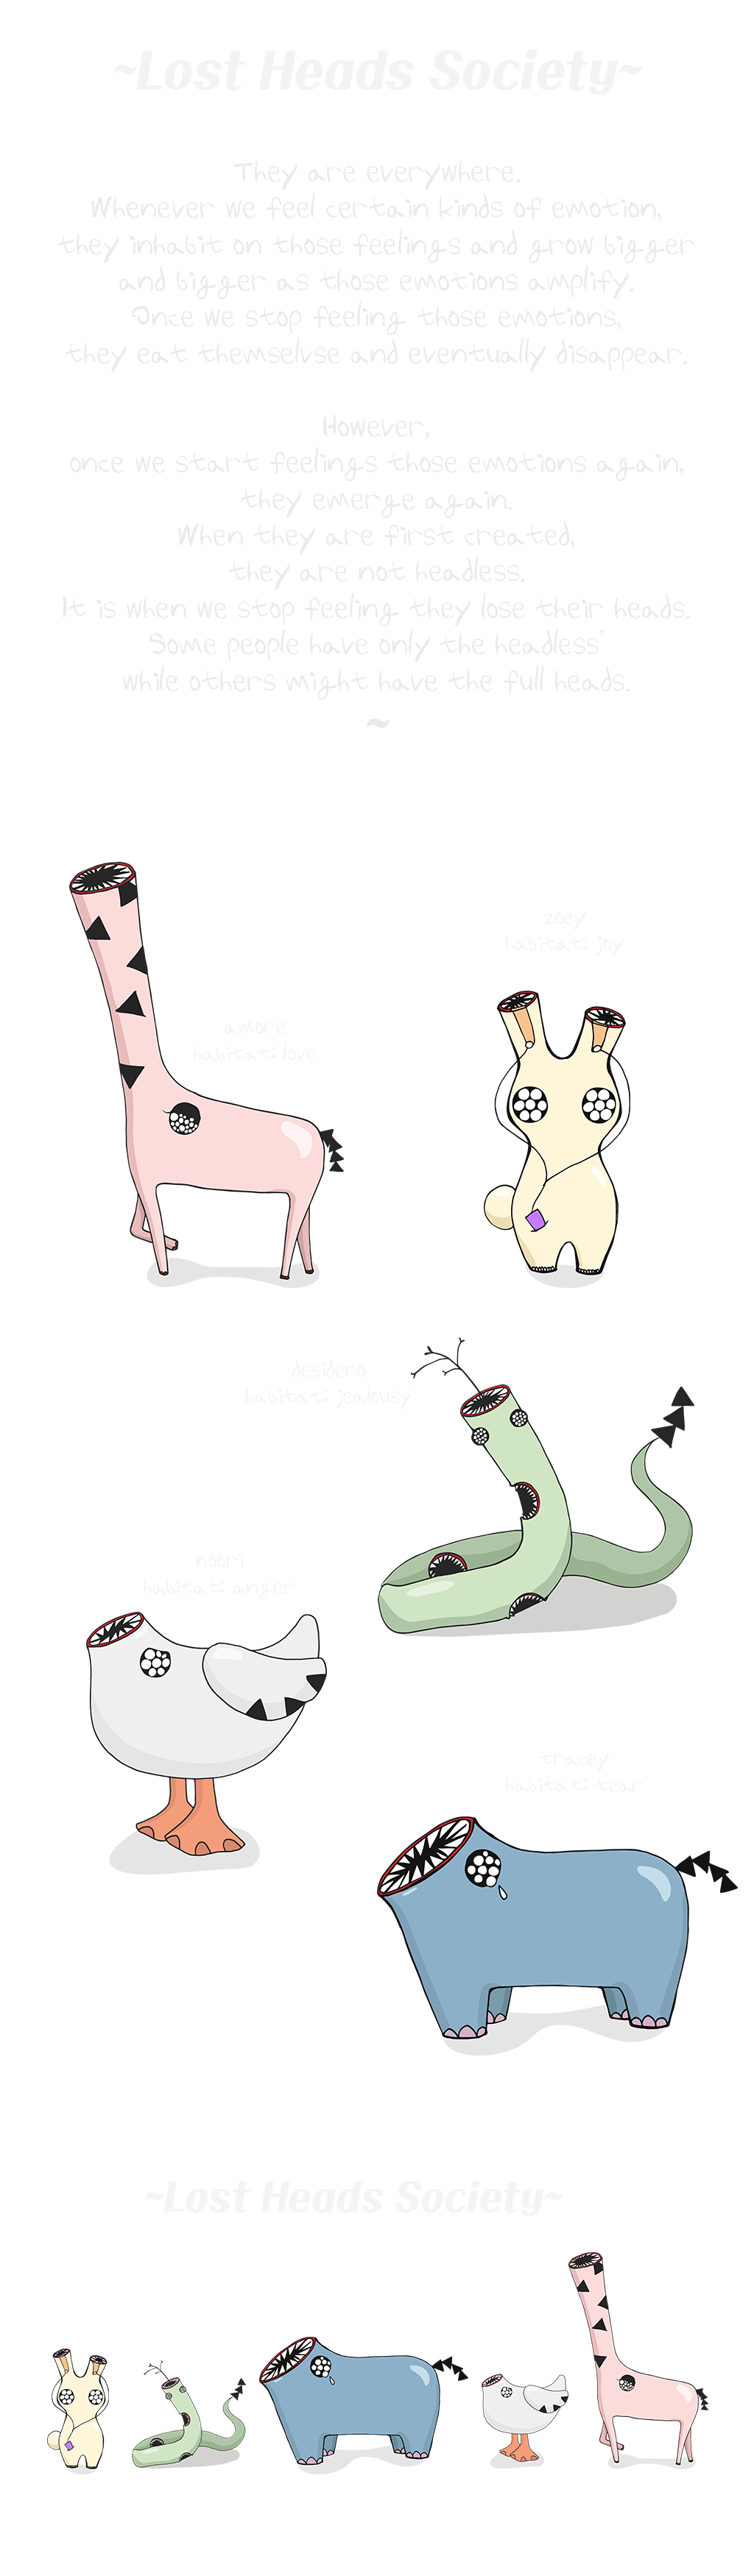 ~Lost Heads Society~
They are everywhere.
Whenever we feel certain kinds of emotion,
they inhabit on those feelings and grow bigger
and bigger as those emotions amplify.
Once we stop feeling those emotions,
they eat themselvse and eventually disappear.
However,
once we start feelings those emotions again,
they emerge again.
When they are first created,
they are not headless.
It is when we stop feeling they lose their heads.
Some people have only the headless'
while others might have the full heads.
~
zoey
habitat: joy
amore
habitat: love
desidero
habitat: jealousy
noori
habitat: anger
tracey
habitat: tear
~Lost Heads Society~